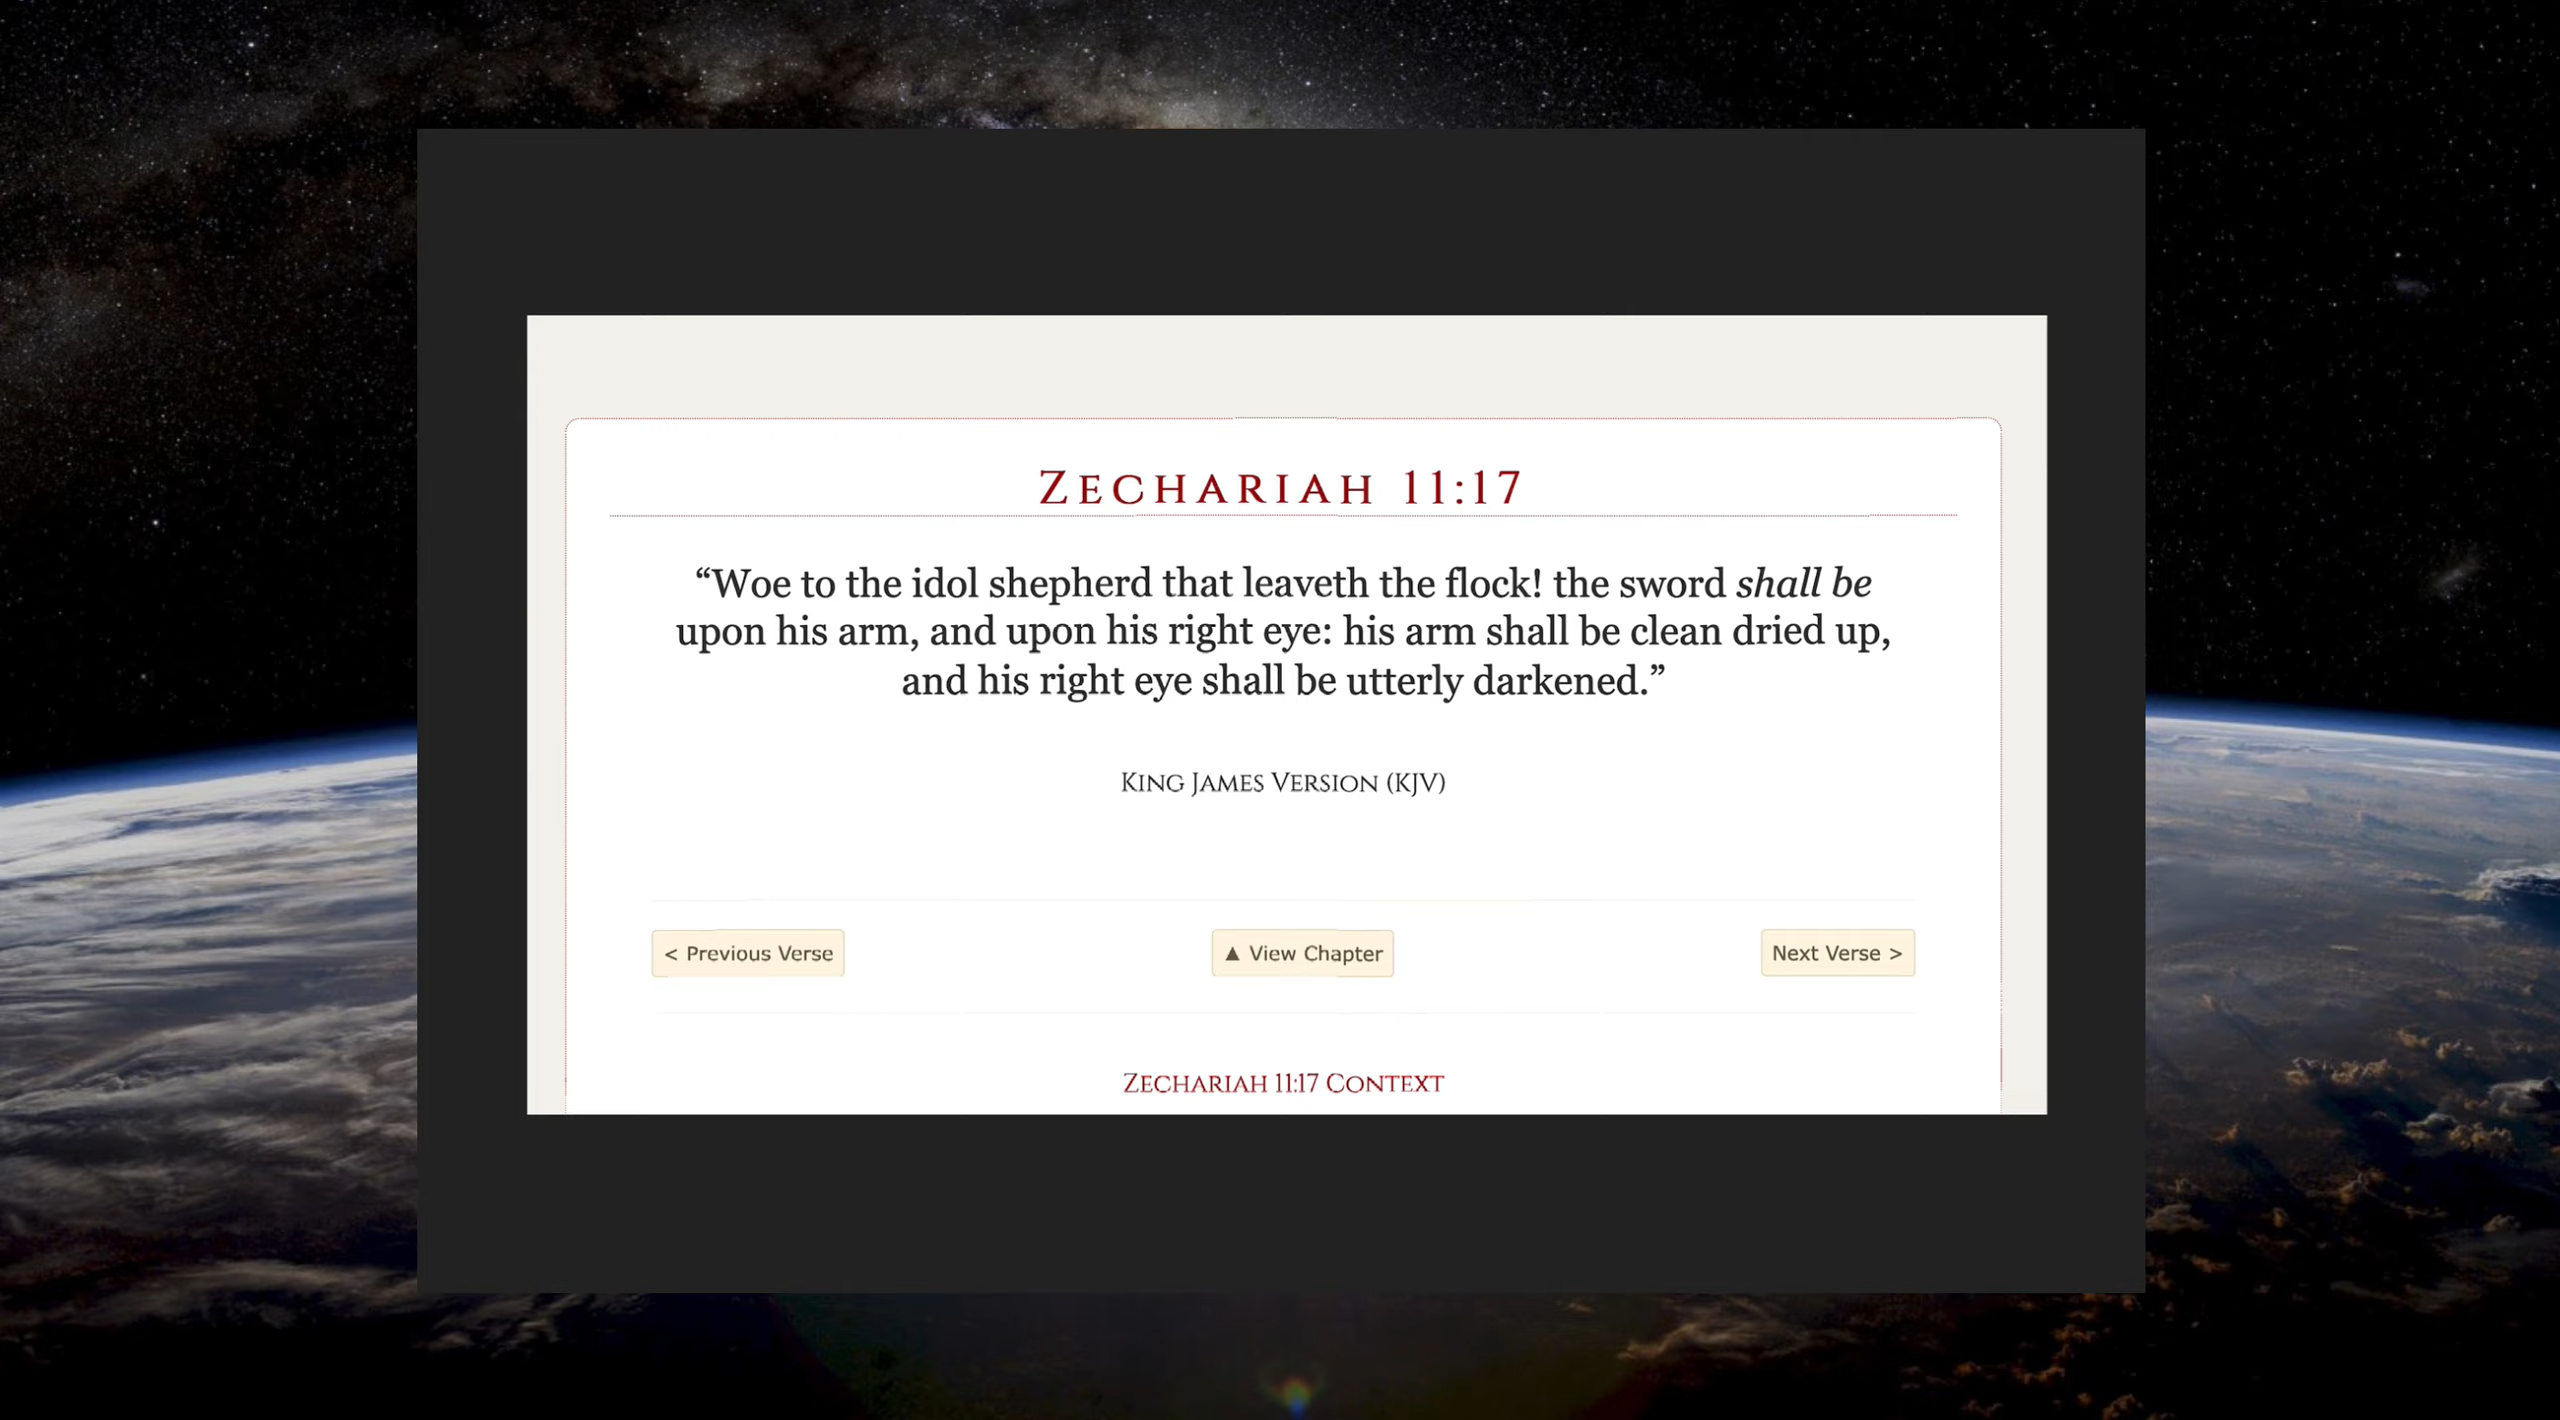 ZECHARIAH 11:17
“Woe to the idol shepherd that leaveth the flock! the sword shall be
upon his arm, and upon his right eye: his arm shall be clean dried up,
and his right eye shall be utterly darkened.”
KING JAMES VERSION (KJV)
< Previous Verse
▲ View Chapter
Next Verse >
ZECHARIAH 11:17 CONTEXT